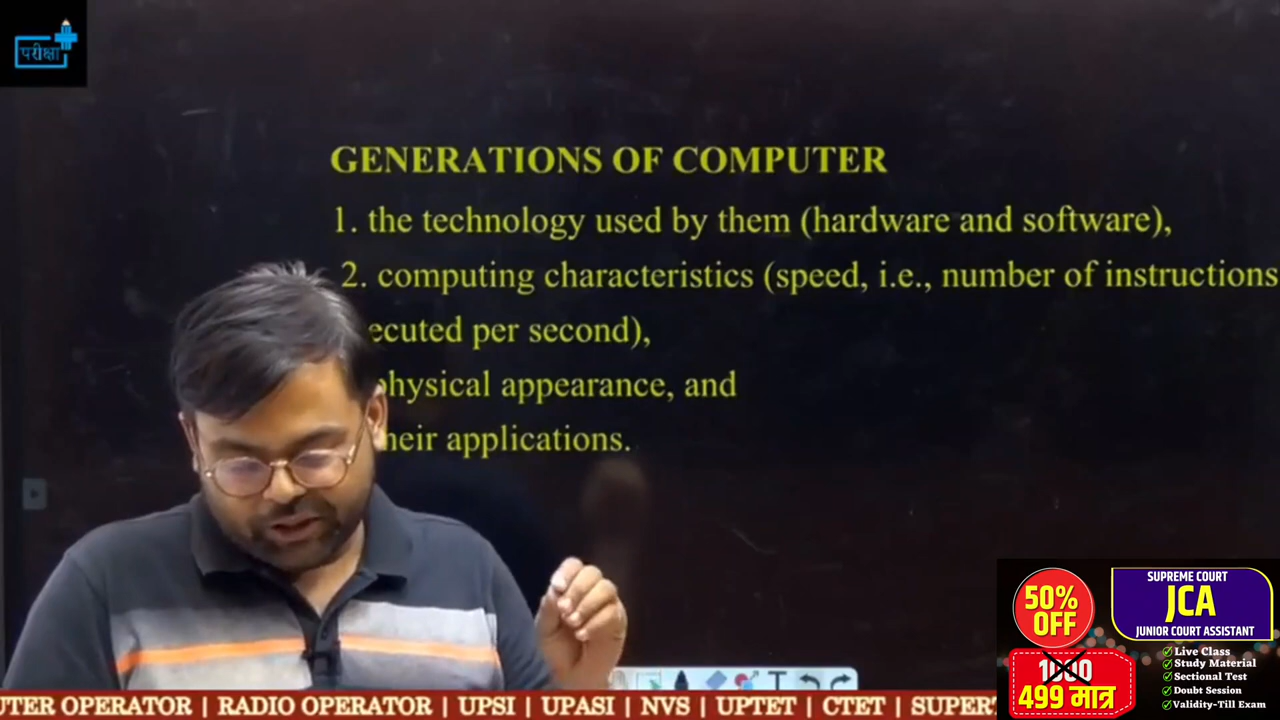 परीक्षा
GENERATIONS OF COMPUTER
1. the technology used by them (hardware and software),
2. computing characteristics (speed, i.e., number of instructions
ecuted per second),
physical appearance, and
heir applications.
50%
OFF
1000
499 मात्र
SUPREME COURT
JCA
JUNIOR COURT ASSISTANT
Live Class
Study Material
Sectional Test
Doubt Session
Validity-Till Exam
UTER OPERATOR | RADIO OPERATOR | UPSI | UPASI | NVS | UPTET | CTET | SUPER